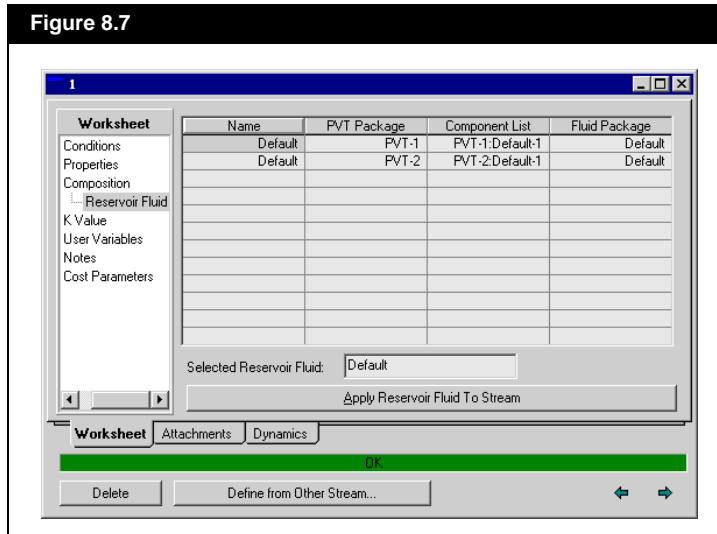 Figure 8.7
1
Worksheet
Conditions
Properties
Composition
Reservoir Fluid
K Value
User Variables
Notes
Cost Parameters
Name PVT Package Component List Fluid Package
Default PVT-1 PVT-1:Default-1 Default
Default PVT-2 PVT-2:Default-1 Default
Selected Reservoir Fluid: Default
Apply Reservoir Fluid To Stream
Worksheet Attachments Dynamics
OK
Delete Define from Other Stream...